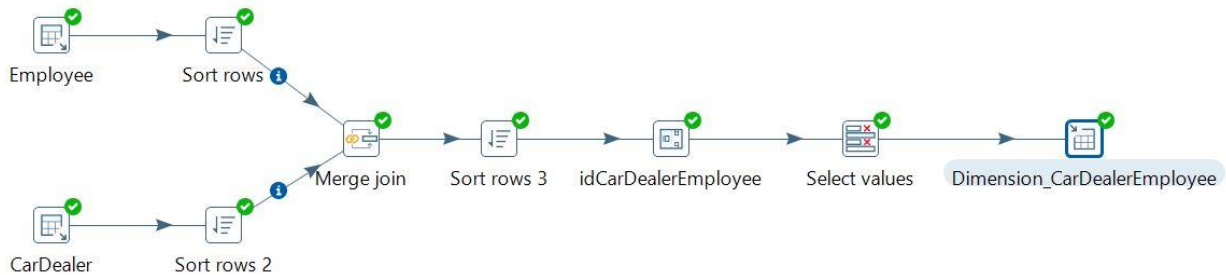 Employee
Sort rows
Merge join
Sort rows 3
idCarDealerEmployee
Select values
Dimension_CarDealerEmployee
CarDealer
Sort rows 2